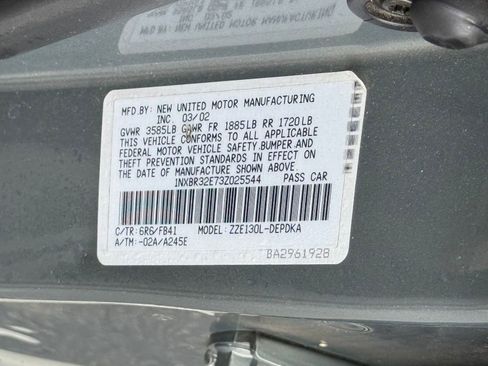 MFD.BY: NEW UNITED MOTOR MANUFACTURING
INC 03/02
GVWR 3585LB GAWR FR 1885LB RR 1720LB
THIS VEHICLE CONFORMS TO ALL APPLICABLE
FEDERAL MOTOR VEHICLE SAFETY,BUMPER,AND
THEFT PREVENTION STANDARDS IN EFFECT ON
THE DATE OF MANUFACTURE SHOWN ABOVE
1NXBR32E73Z025544 PASS CAR
C/TR: 6R6/FB41 MODEL: ZZE130L-DEPDKA
A/TM: -02A/A245E
BA2961928